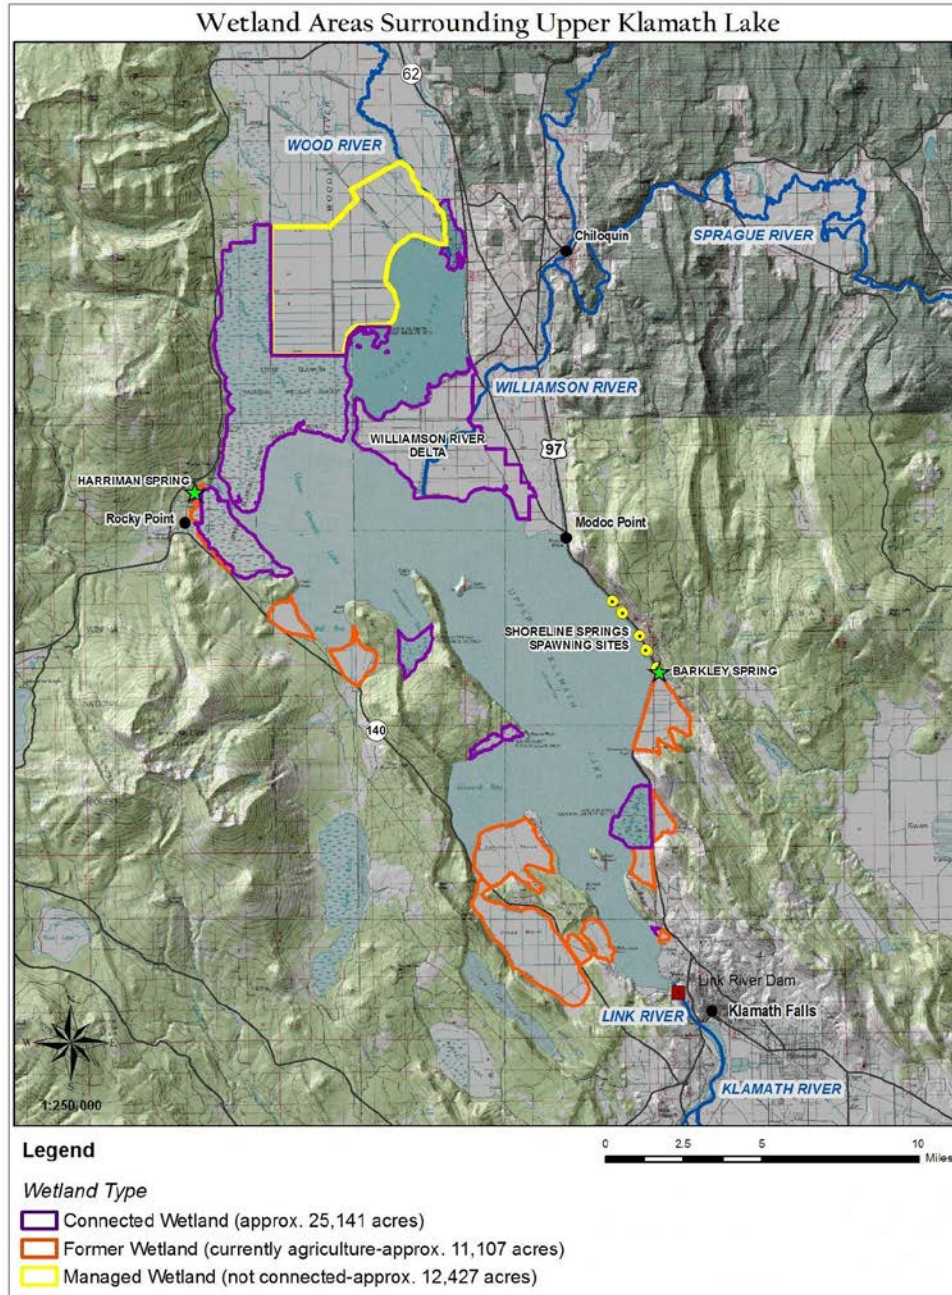 Wetland Areas Surrounding Upper Klamath Lake
62
WOOD RIVER
Chiloquin
SPRAGUE RIVER
WILLIAMSON RIVER
WILLIAMSON RIVER
DELTA
97
HARRIMAN SPRING
Rocky Point
Modoc Point
SHORELINE SPRINGS
SPAWNING SITES
BARKLEY SPRING
140
Link River Dam
LINK RIVER
Klamath Falls
KLAMATH RIVER
N
W
E
S
1:250,000
Legend
0 2.5 5 10
Miles
Wetland Type
Connected Wetland (approx. 25,141 acres)
Former Wetland (currently agriculture-approx. 11,107 acres)
Managed Wetland (not connected-approx. 12,427 acres)